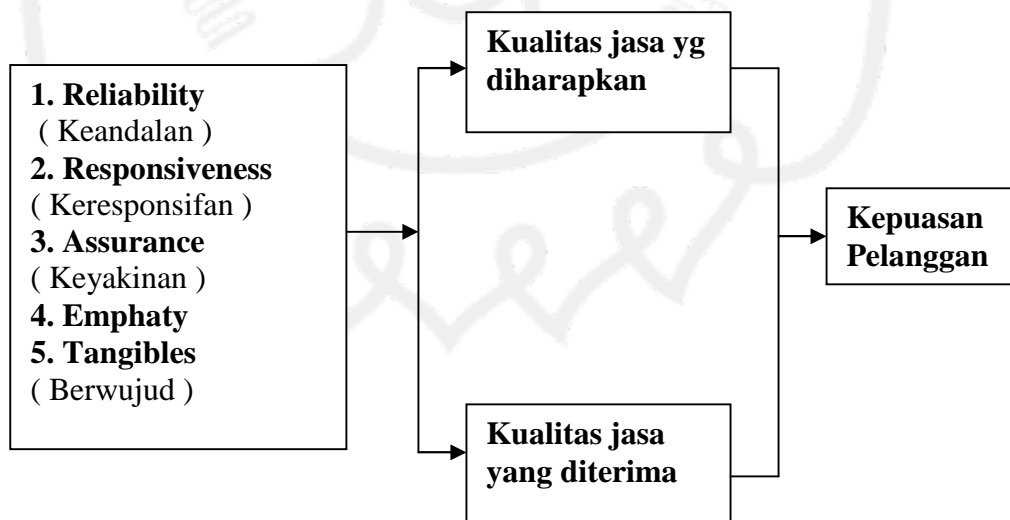 1. Reliability
( Keandalan )
2. Responsiveness
( Keresponsifan )
3. Assurance
( Keyakinan )
4. Emphaty
5. Tangibles
( Berwujud )
Kualitas jasa yg
diharapkan
Kualitas jasa
yang diterima
Kepuasan
Pelanggan